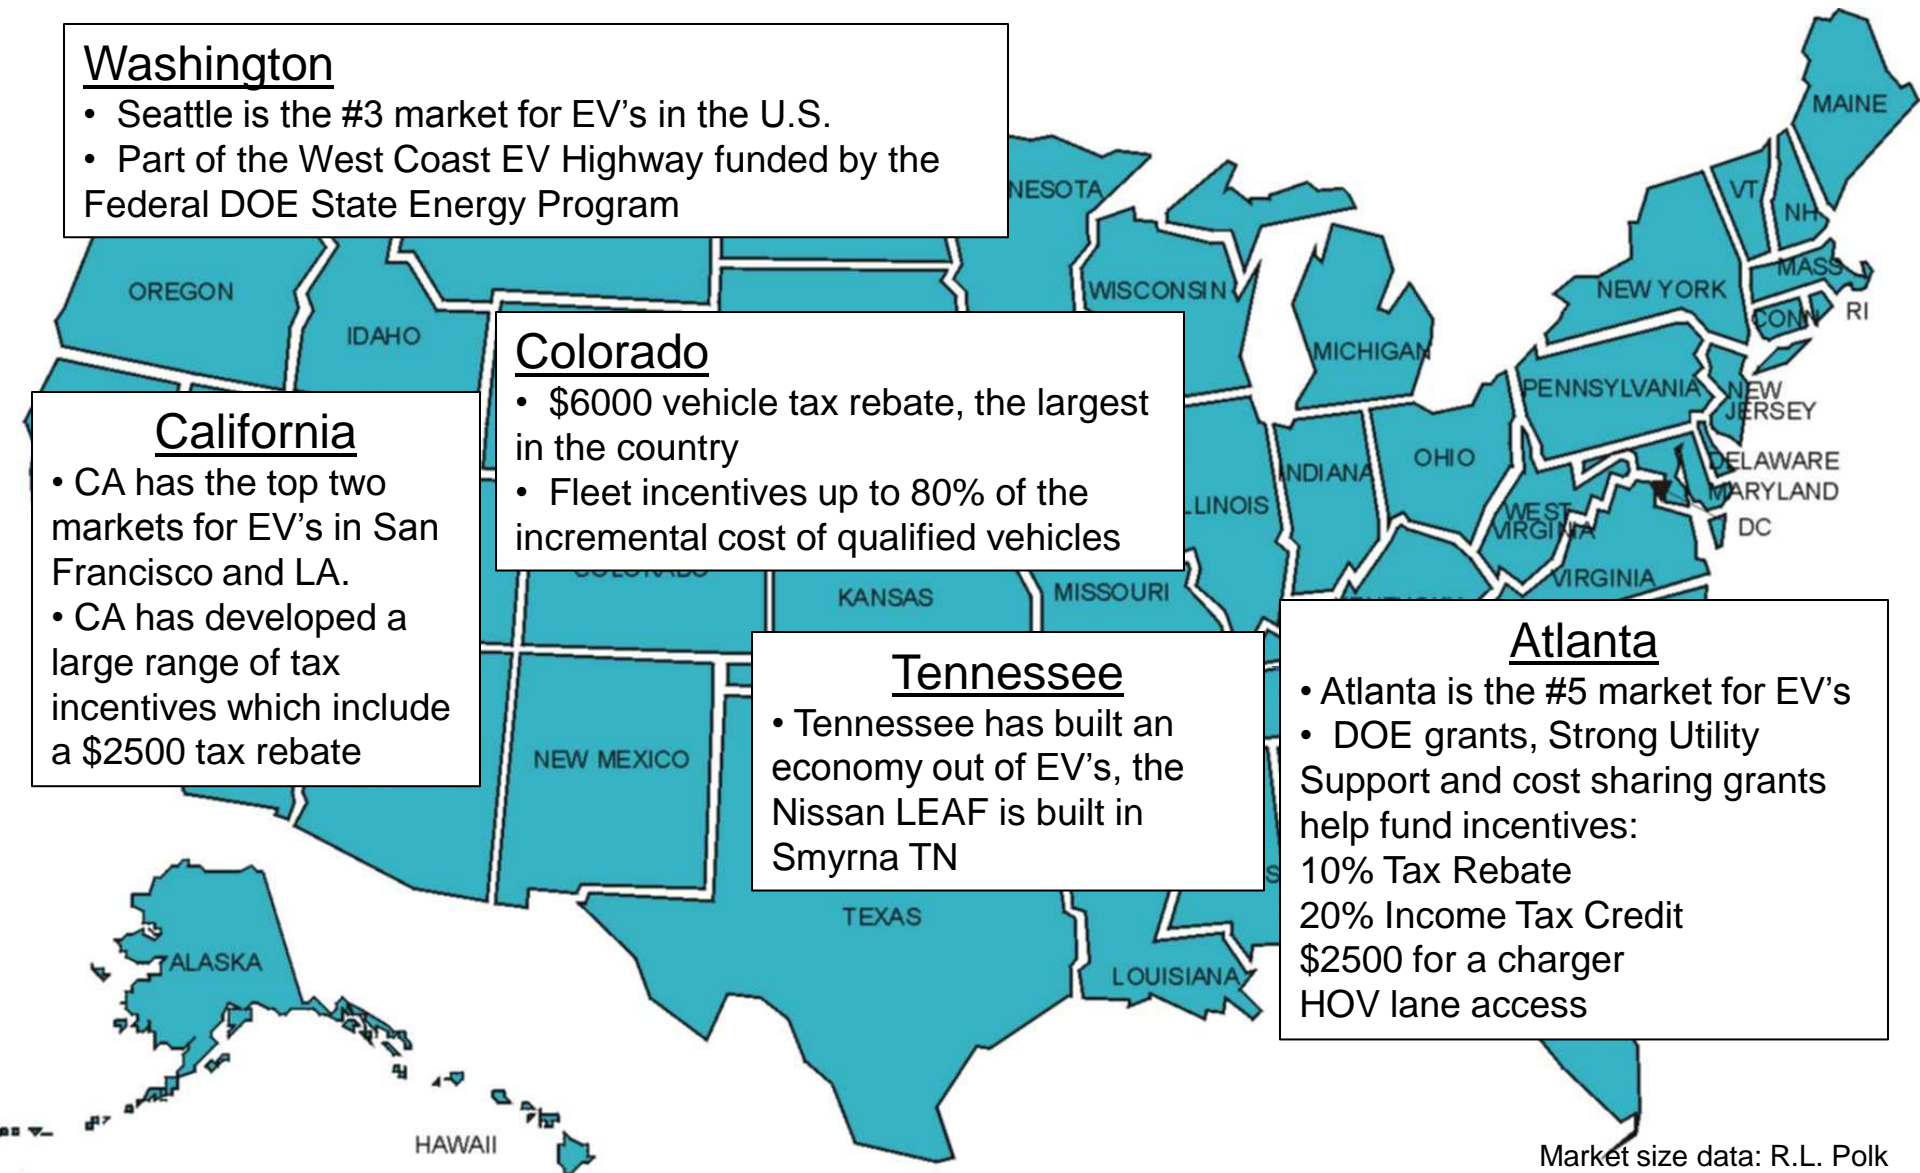 Washington
• Seattle is the #3 market for EV’s in the U.S.
• Part of the West Coast EV Highway funded by the
Federal DOE State Energy Program
Colorado
• $6000 vehicle tax rebate, the largest
in the country
• Fleet incentives up to 80% of the
incremental cost of qualified vehicles
California
• CA has the top two
markets for EV’s in San
Francisco and LA.
• CA has developed a
large range of tax
incentives which include
a $2500 tax rebate
Tennessee
• Tennessee has built an
economy out of EV’s, the
Nissan LEAF is built in
Smyrna TN
Atlanta
• Atlanta is the #5 market for EV’s
• DOE grants, Strong Utility
Support and cost sharing grants
help fund incentives:
10% Tax Rebate
20% Income Tax Credit
$2500 for a charger
HOV lane access
MAINE
VT
NH
NESOTA
MASS
OREGON
WISCONSIN
NEW YORK
RI
CONN
IDAHO
MICHIGAN
PENNSYLVANIA
NEW
JERSEY
OHIO
INDIANA
DELAWARE
MARYLAND
LLINOIS
WEST
VIRGINIA
DC
VIRGINIA
COLORADO
KANSAS
MISSOURI
KENTUCKY
NEW MEXICO
TEXAS
LOUISIANA
ALASKA
HAWAII
Market size data: R.L. Polk